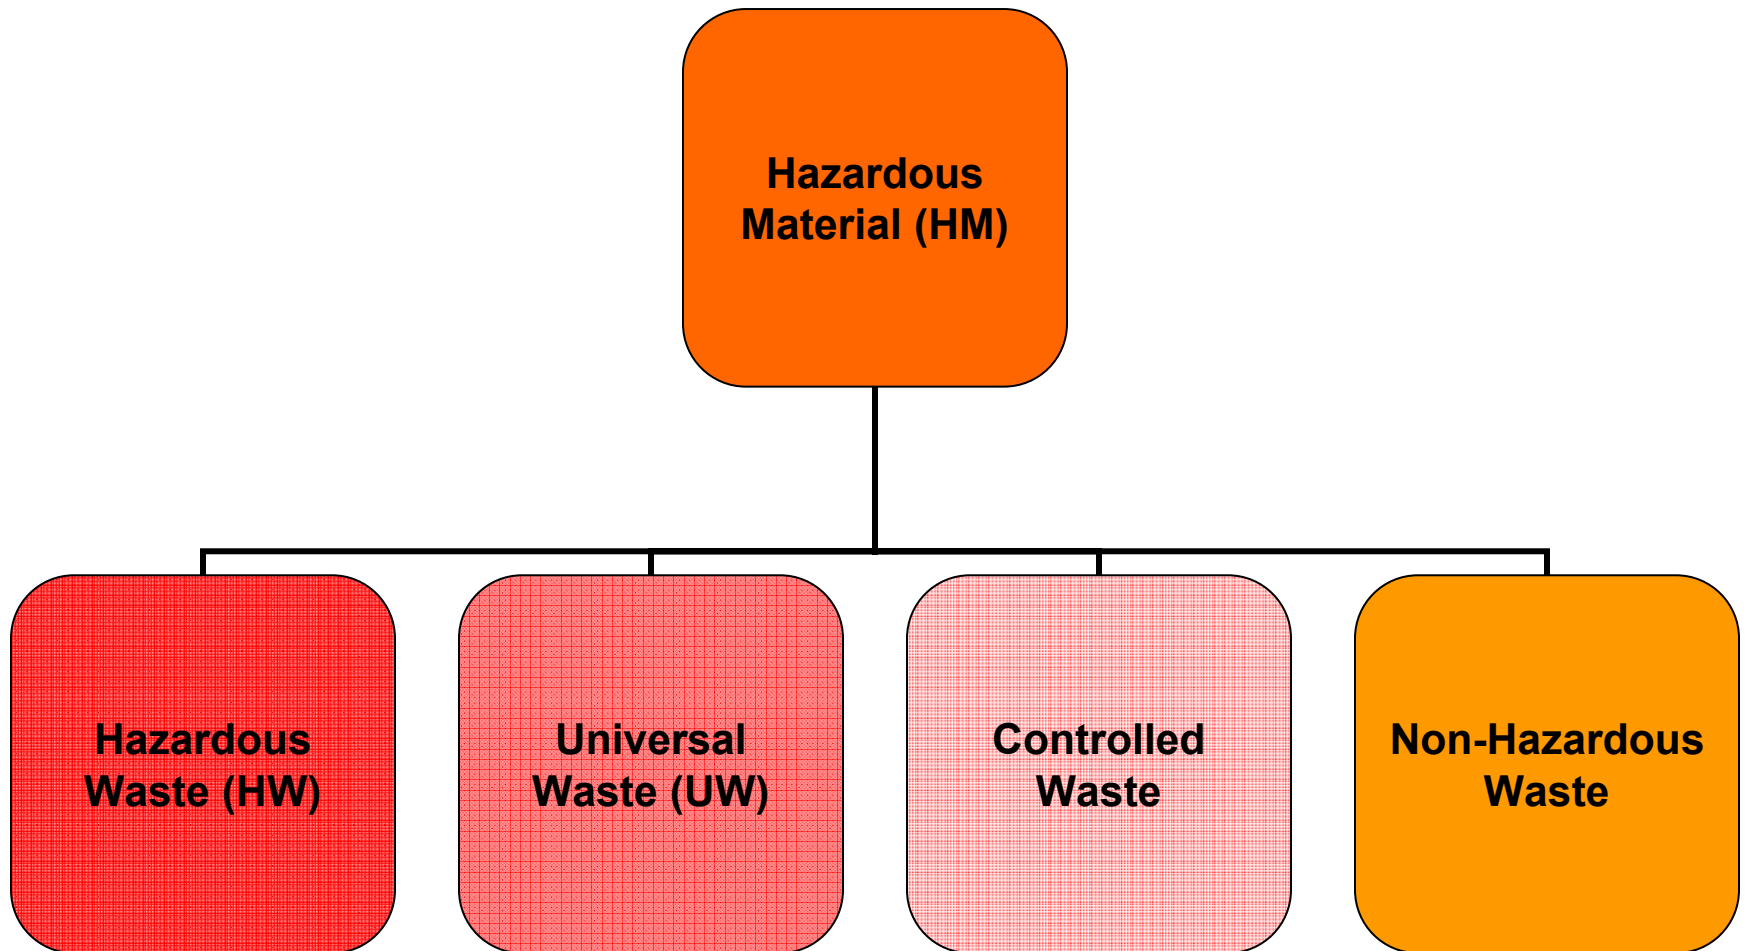 Hazardous
Material (HM)
Hazardous
Waste (HW)
Universal
Waste (UW)
Controlled
Waste
Non-Hazardous
Waste